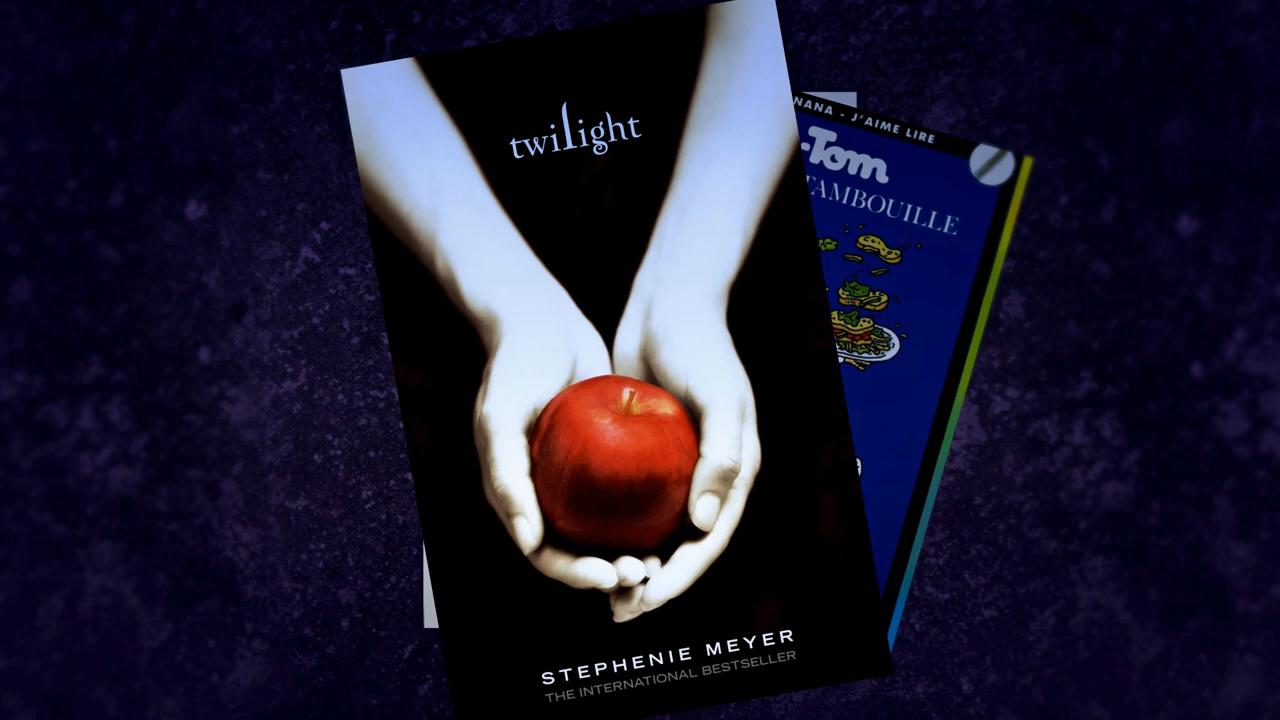 twilight
STEPHENIE MEYER
THE INTERNATIONAL BESTSELLER
NANA - J'AIME LIRE
-Tom
TAMBOUILLE